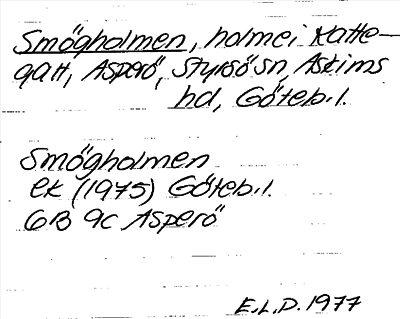 Smögholmen, holme i Katte-
gatt, Asperö, Styrsö sn, Askims
hd, Göteb.l.
Smögholmen
ek (1975) Göteb.l.
6B 9c Asperö
E.L.D. 1977